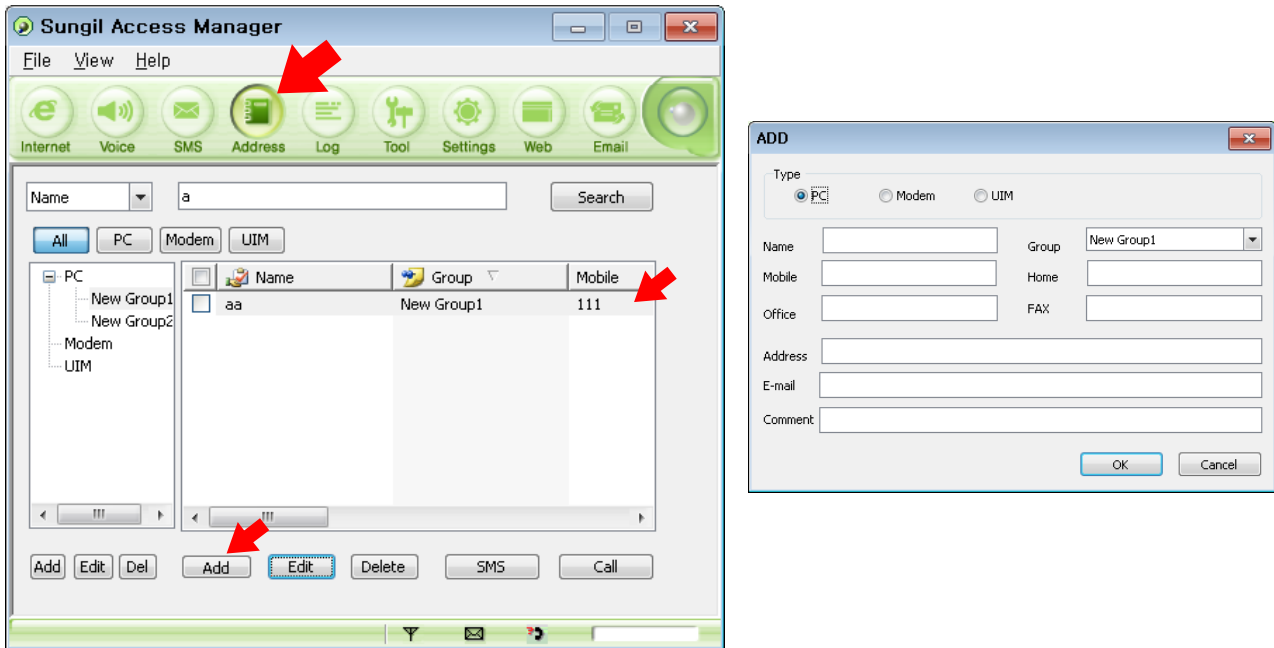 Sungil Access Manager
File View Help
Internet Voice SMS Address Log Tool Settings Web Email
Name a Search
All PC Modem UIM
Name Group Mobile
aa New Group1 111
PC
New Group1
New Group2
Modem
UIM
Add Edit Del Add Edit Delete SMS Call
ADD
Type
PC Modem UIM
Name Group New Group1
Mobile Home
Office FAX
Address
E-mail
Comment
OK Cancel